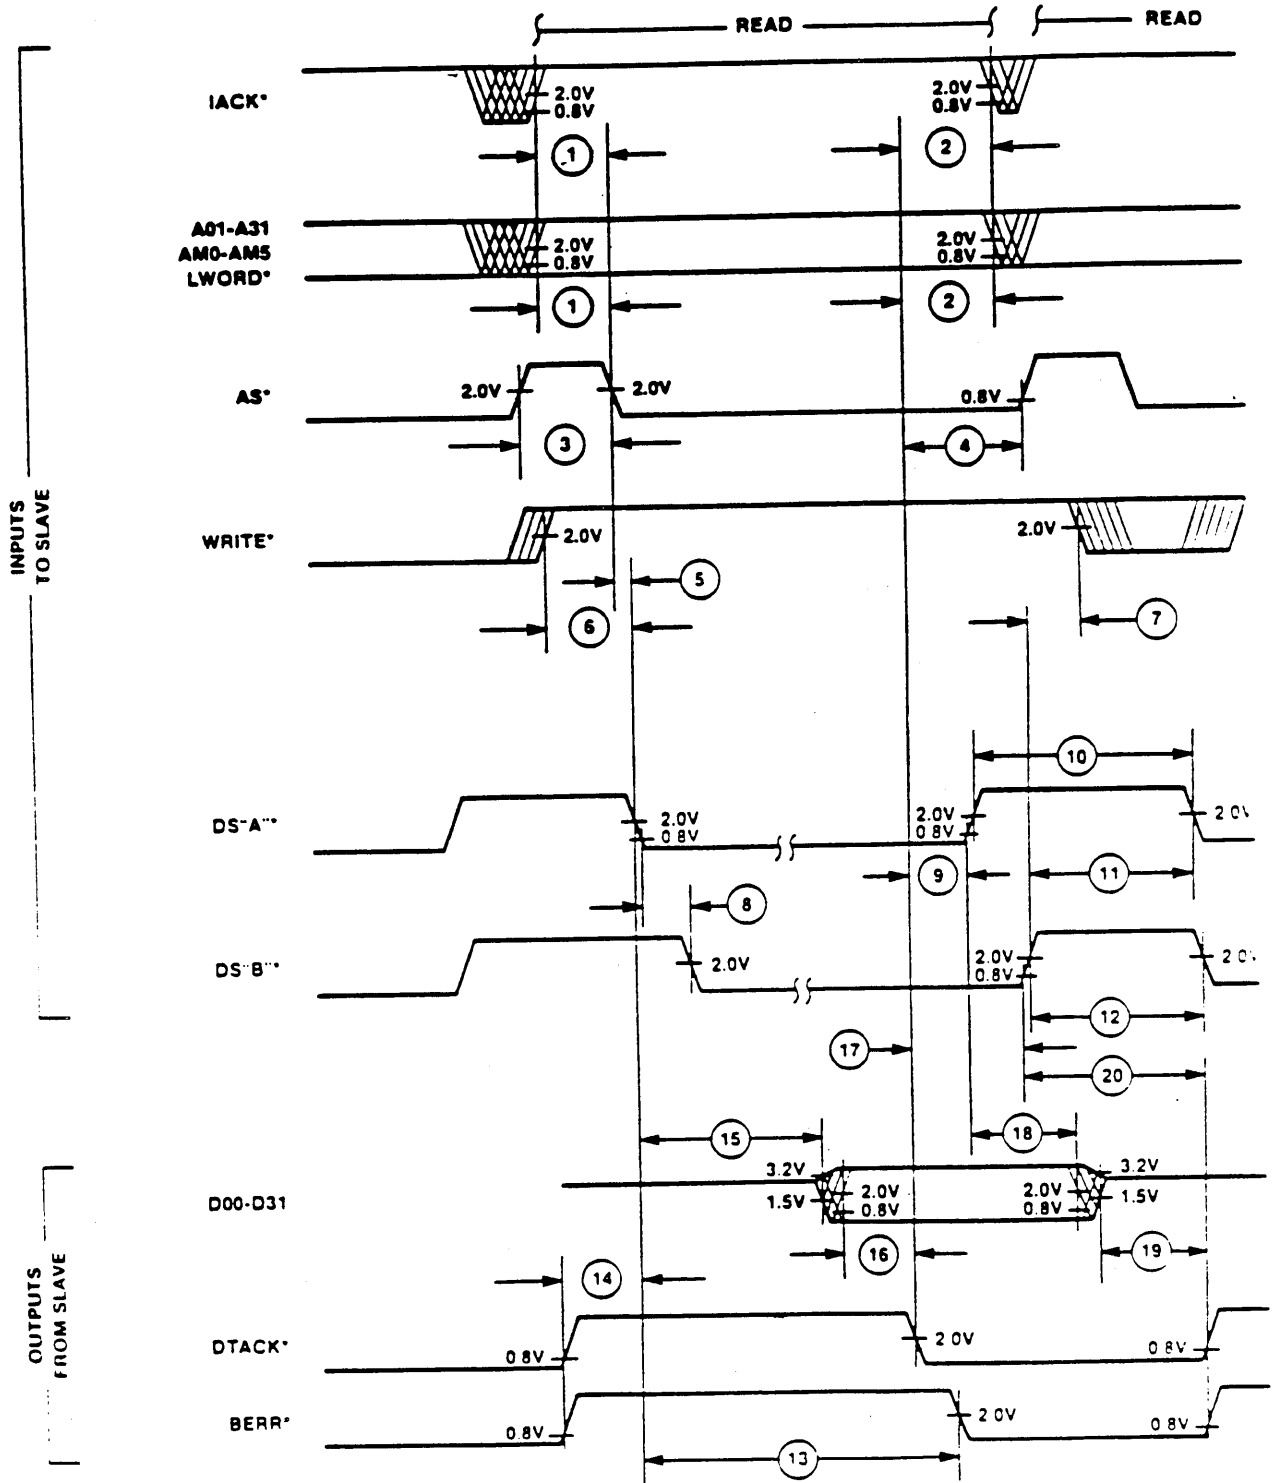 READ
READ
IACK*
2.0V
0.8V
2.0V
0.8V
1
2
A01-A31
AM0-AM5
LWORD*
2.0V
0.8V
2.0V
0.8V
1
2
AS*
2.0V
2.0V
0.8V
3
4
INPUTS
TO SLAVE
WRITE*
2.0V
2.0V
5
6
7
10
DS"A"*
2.0V
0.8V
2.0V
0.8V
2.0V
9
11
8
DS"B"*
2.0V
2.0V
0.8V
2.0V
12
17
20
15
18
3.2V
3.2V
D00-D31
1.5V
2.0V
0.8V
2.0V
0.8V
1.5V
16
19
14
OUTPUTS
FROM SLAVE
DTACK*
0.8V
2.0V
0.8V
BERR*
0.8V
2.0V
0.8V
13